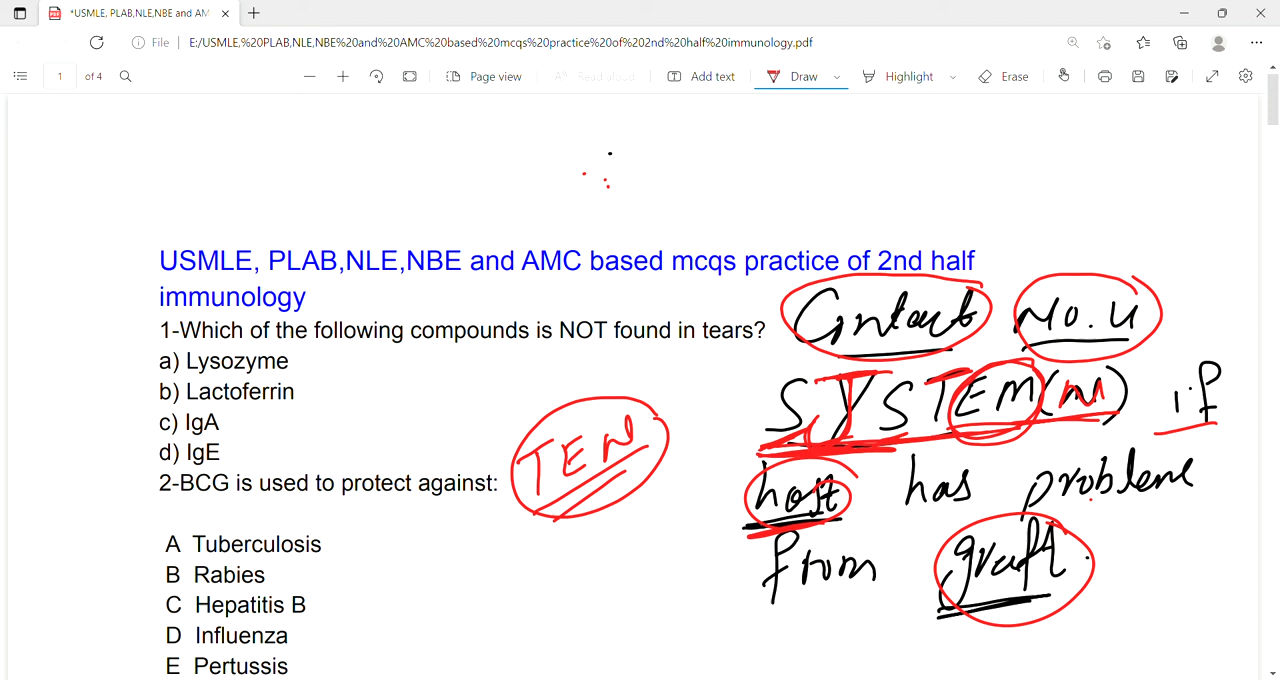 *USMLE, PLAB,NLE,NBE and AM
File E:/USMLE,%20PLAB,NLE,NBE%20and%20AMC%20based%20mcqs%20practice%20of%202nd%20half%20immunology.pdf
1 of 4 Page view Read aloud Add text Draw Highlight Erase
USMLE, PLAB,NLE,NBE and AMC based mcqs practice of 2nd half
immunology
1-Which of the following compounds is NOT found in tears?
a) Lysozyme
b) Lactoferrin
c) IgA
d) IgE
2-BCG is used to protect against:
A Tuberculosis
B Rabies
C Hepatitis B
D Influenza
E Pertussis
TEN
Contact No. 4
SYSTEM(M) if
host has problem
from graft.